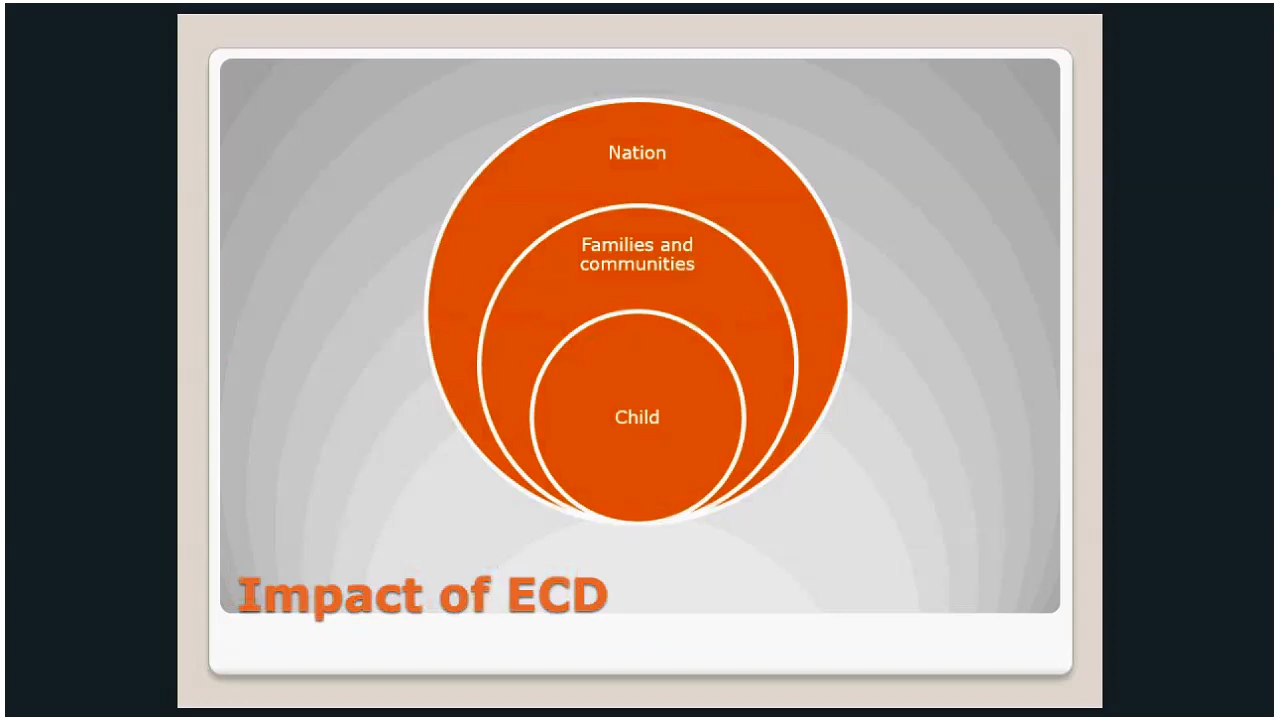 Nation
Families and
communities
Child
Impact of ECD